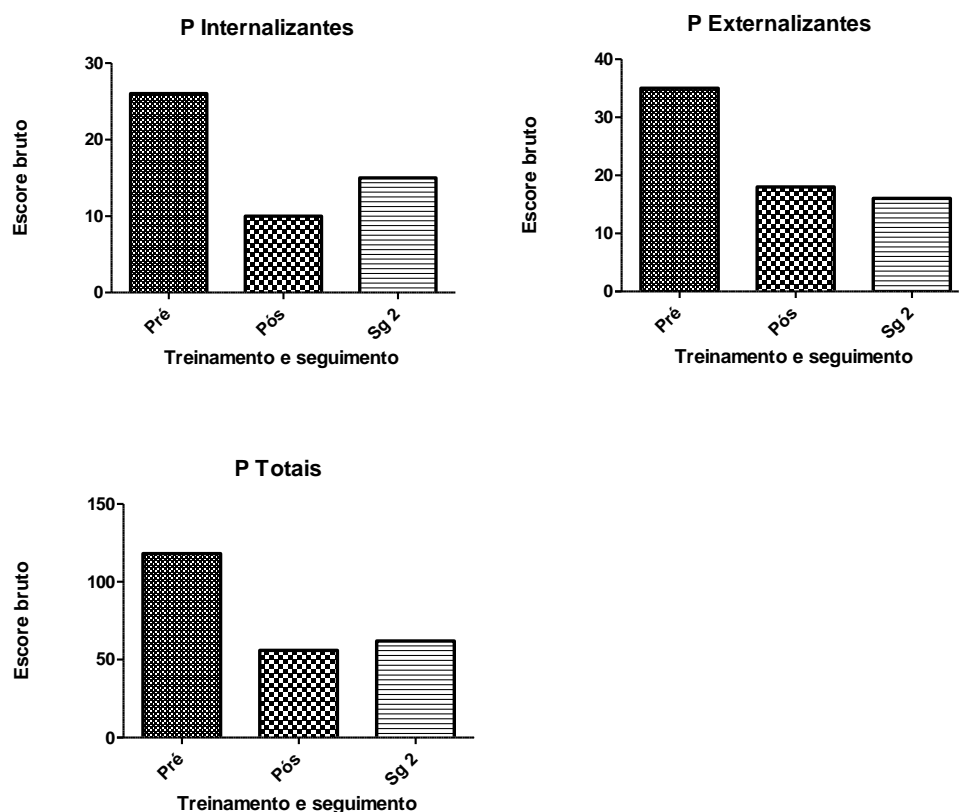 P Internalizantes
30
20
10
0
Escore bruto
Pré
Pós
Sg 2
Treinamento e seguimento
P Externalizantes
40
30
20
10
0
Escore bruto
Pré
Pós
Sg 2
Treinamento e seguimento
P Totais
150
100
50
0
Escore bruto
Pré
Pós
Sg 2
Treinamento e seguimento